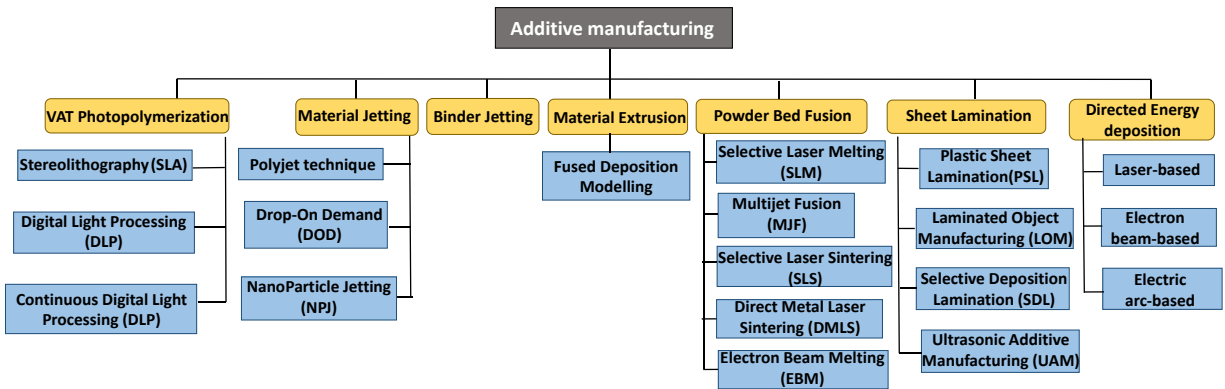 Additive manufacturing
VAT Photopolymerization
Stereolithography (SLA)
Digital Light Processing
(DLP)
Continuous Digital Light
Processing (DLP)
Material Jetting
Polyjet technique
Drop-On Demand
(DOD)
NanoParticle Jetting
(NPJ)
Binder Jetting
Material Extrusion
Fused Deposition
Modelling
Powder Bed Fusion
Selective Laser Melting
(SLM)
Multijet Fusion
(MJF)
Selective Laser Sintering
(SLS)
Direct Metal Laser
Sintering (DMLS)
Electron Beam Melting
(EBM)
Sheet Lamination
Plastic Sheet
Lamination(PSL)
Laminated Object
Manufacturing (LOM)
Selective Deposition
Lamination (SDL)
Ultrasonic Additive
Manufacturing (UAM)
Directed Energy
deposition
Laser-based
Electron
beam-based
Electric
arc-based